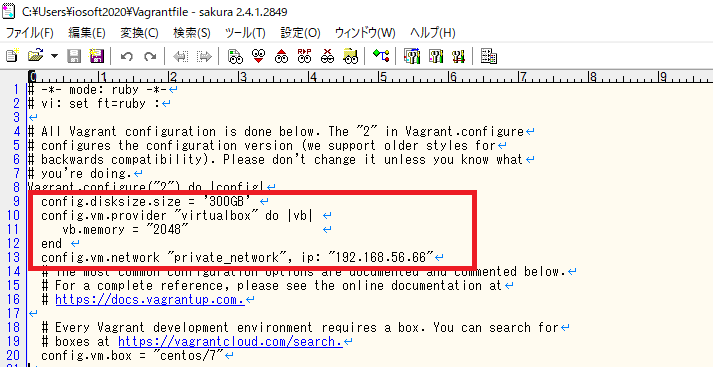 C:¥Users¥iosoft2020¥Vagrantfile - sakura 2.4.1.2849
ファイル(F) 編集(E) 変換(C) 検索(S) ツール(T) 設定(O) ウィンドウ(W) ヘルプ(H)
0 1 2 3 4 5 6 7 8 9
1 # -*- mode: ruby -*-↵
2 # vi: set ft=ruby :↵
3 ↵
4 # All Vagrant configuration is done below. The "2" in Vagrant.configure↵
5 # configures the configuration version (we support older styles for↵
6 # backwards compatibility). Please don't change it unless you know what↵
7 # you're doing.↵
8 Vagrant.configure("2") do |config|
9 config.disksize.size = '300GB' ↵
10 config.vm.provider "virtualbox" do |vb| ↵
11 vb.memory = "2048" ↵
12 end ↵
13 config.vm.network "private_network", ip: "192.168.56.66"↵
14 # The most common configuration options are documented and commented below.↵
15 # For a complete reference, please see the online documentation at↵
16 # https://docs.vagrantup.com.↵
17 ↵
18 # Every Vagrant development environment requires a box. You can search for↵
19 # boxes at https://vagrantcloud.com/search.↵
20 config.vm.box = "centos/7"↵